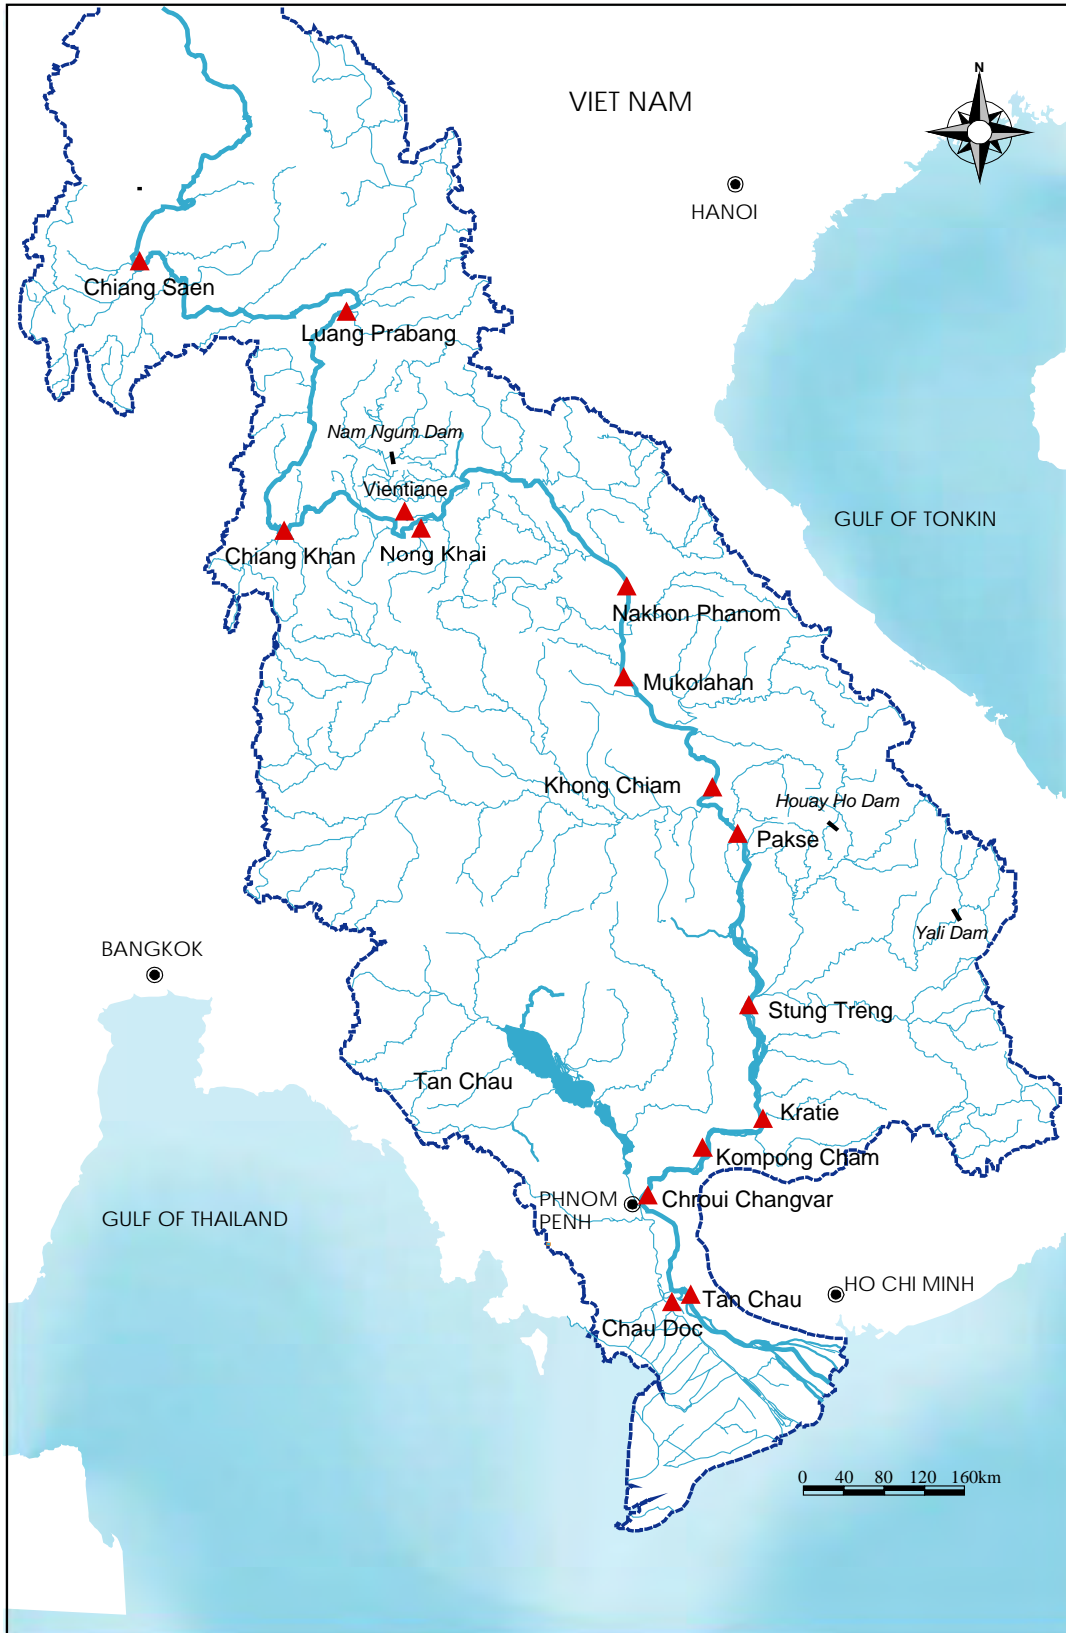 N
VIET NAM
HANOI
Chiang Saen
Luang Prabang
Nam Ngum Dam
Vientiane
GULF OF TONKIN
Chiang Khan
Nong Khai
Nakhon Phanom
Mukolahan
Khong Chiam
Houay Ho Dam
Pakse
Yali Dam
BANGKOK
Stung Treng
Tan Chau
Kratie
Kompong Cham
PHNOM
PENH
Chroui Changvar
GULF OF THAILAND
HO CHI MINH
Tan Chau
Chau Doc
0 40 80 120 160km